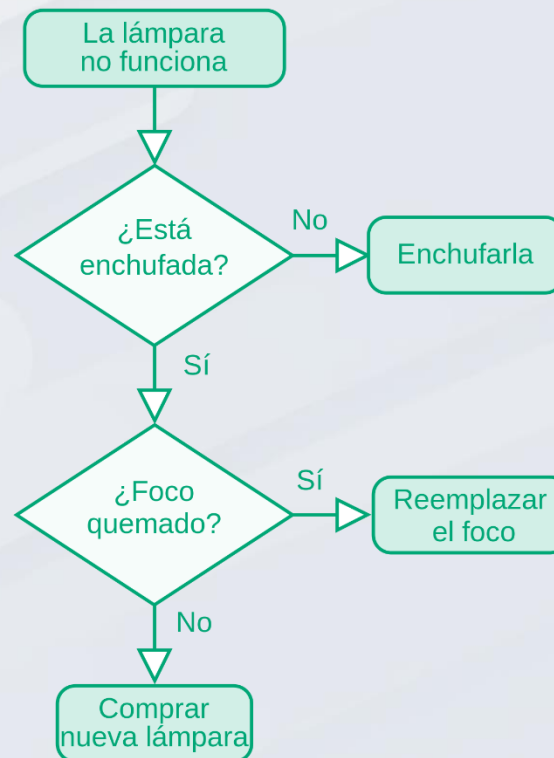 La lámpara
no funciona
¿Está
enchufada?
No
Enchufarla
Sí
¿Foco
quemado?
Sí
Reemplazar
el foco
No
Comprar
nueva lámpara